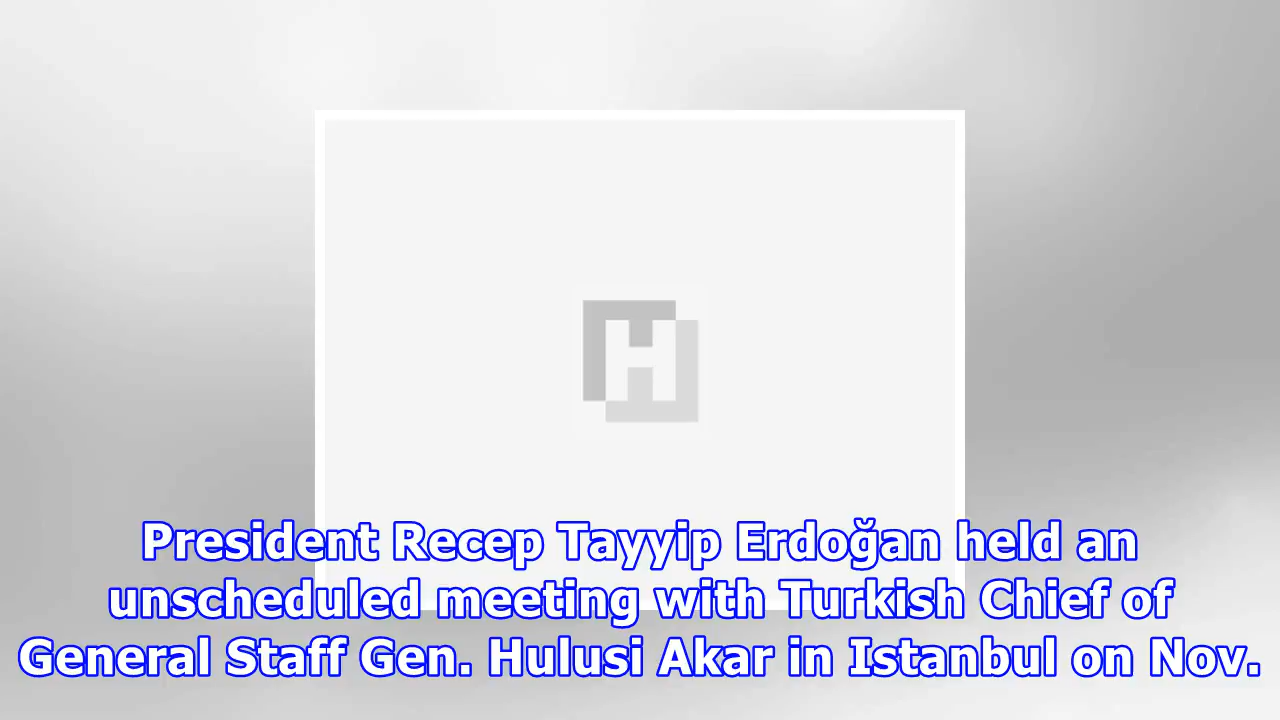 H
President Recep Tayyip Erdoğan held an
unscheduled meeting with Turkish Chief of
General Staff Gen. Hulusi Akar in Istanbul on Nov.